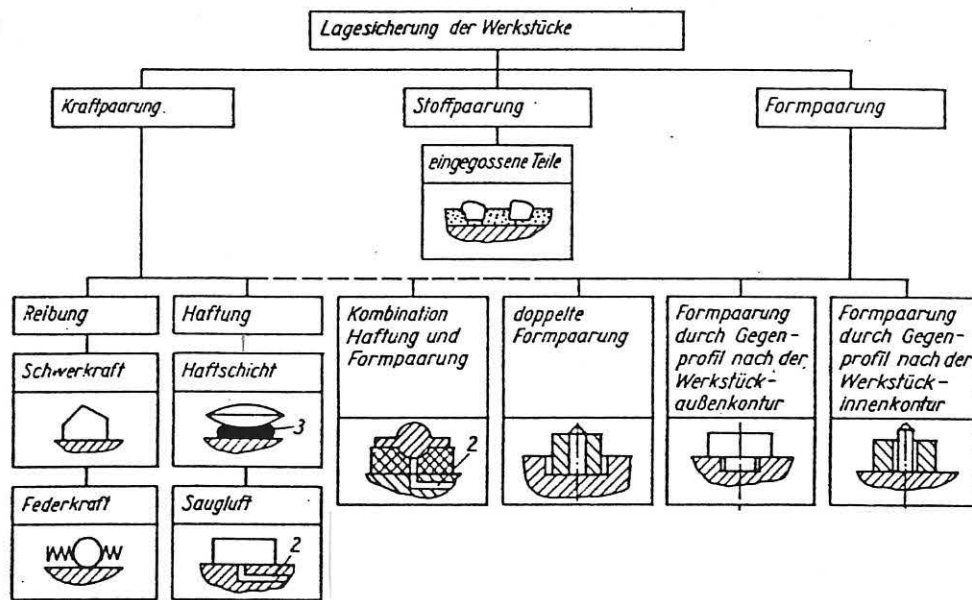 Lagesicherung der Werkstücke
Kraftpaarung.
Stoffpaarung
Formpaarung
eingegossene Teile
Reibung
Haftung
Kombination
Haftung und
Formpaarung
doppelte
Formpaarung
Formpaarung
durch Gegen-
profil nach der
Werkstück-
außenkontur
Formpaarung
durch Gegen-
profil nach der
Werkstück-
innenkontur
Schwerkraft
Haftschicht
3
2
Federkraft
Saugluft
2